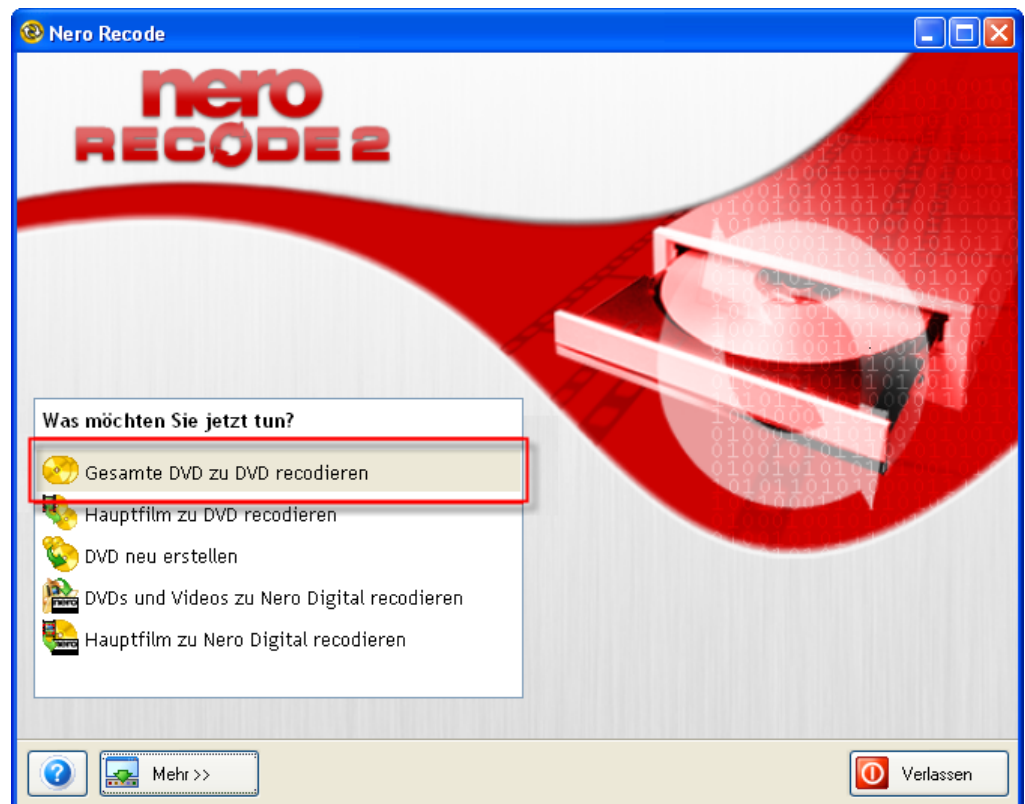 Nero Recode
nero
RECODE 2
Was möchten Sie jetzt tun?
Gesamte DVD zu DVD recodieren
Hauptfilm zu DVD recodieren
DVD neu erstellen
DVDs und Videos zu Nero Digital recodieren
Hauptfilm zu Nero Digital recodieren
Mehr >>
Verlassen